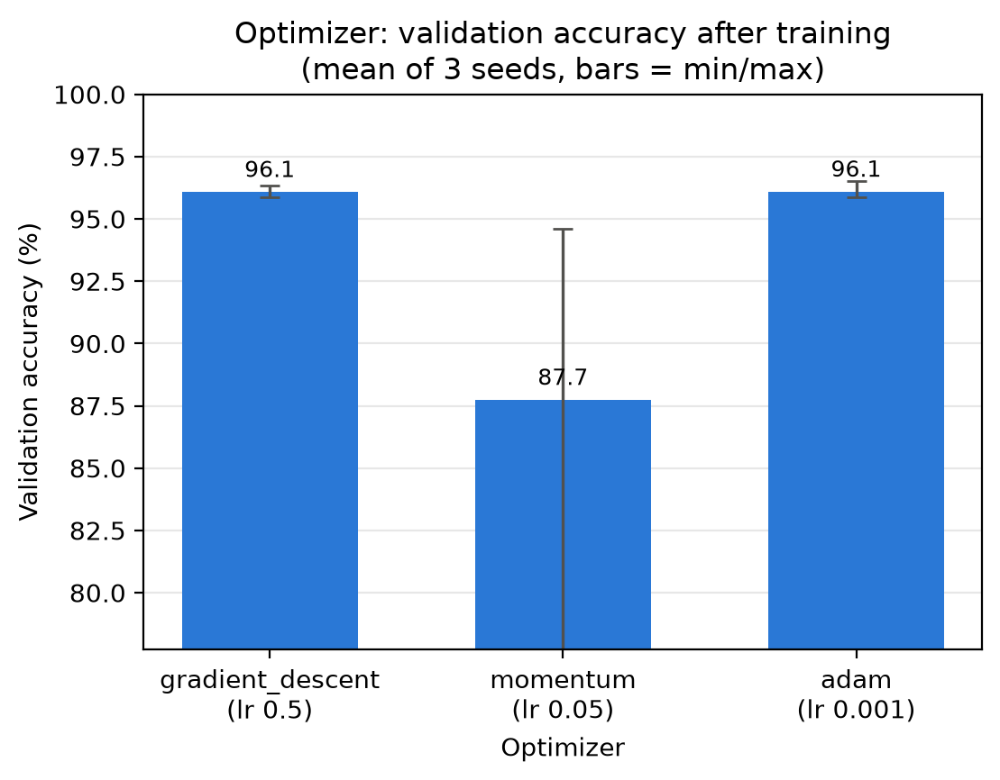 Optimizer: validation accuracy after training
(mean of 3 seeds, bars = min/max)
Validation accuracy (%)
100.0
97.5
95.0
92.5
90.0
87.5
85.0
82.5
80.0
96.1
87.7
96.1
gradient_descent
(lr 0.5)
momentum
(lr 0.05)
adam
(lr 0.001)
Optimizer